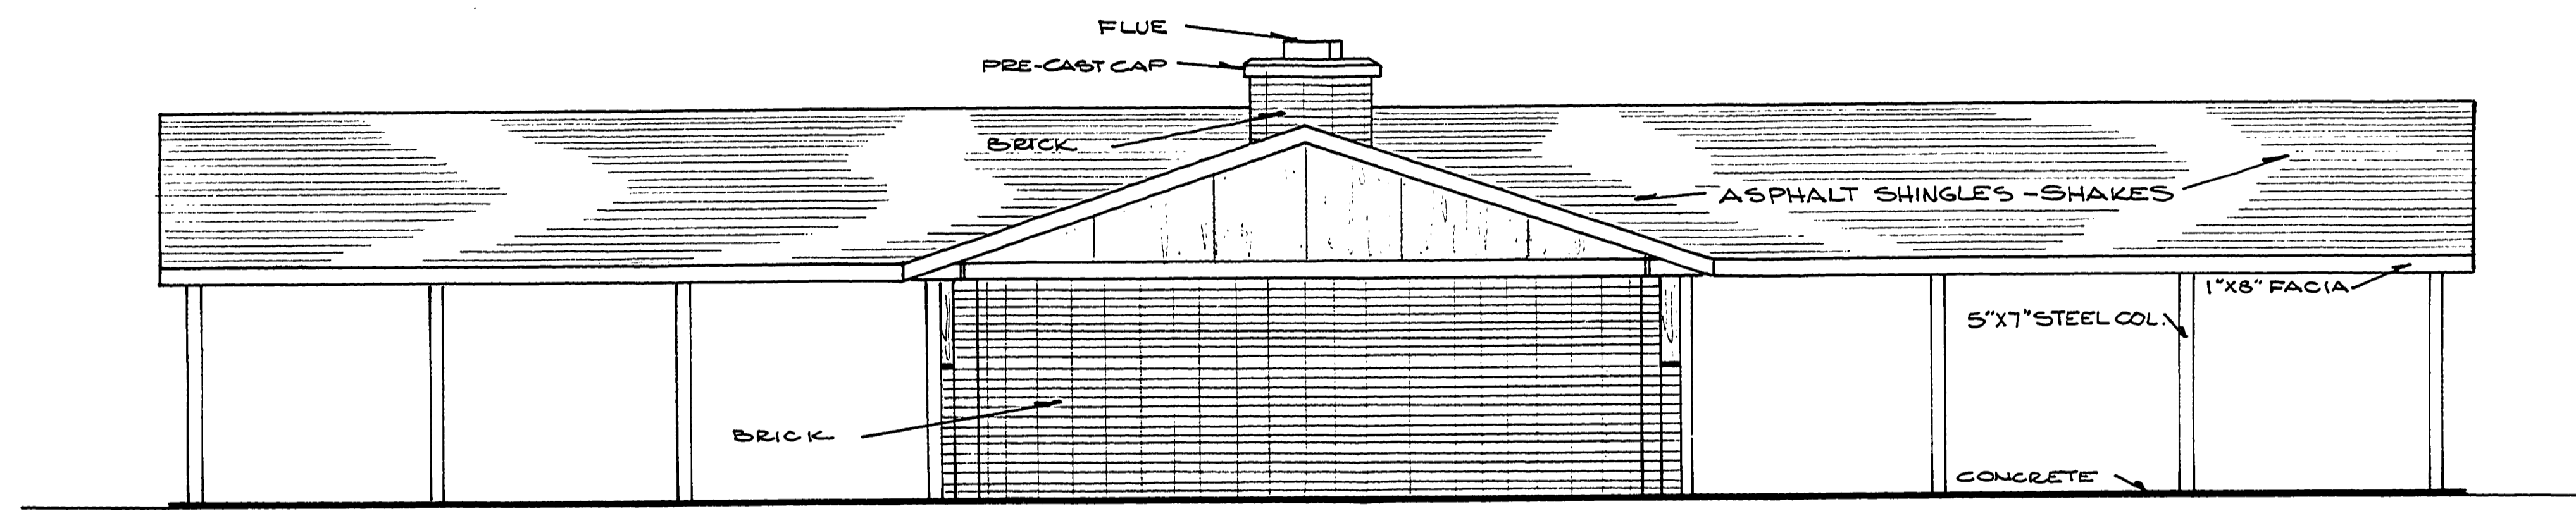 FLUE
PRE-CAST CAP
BRICK
ASPHALT SHINGLES - SHAKES
1"X8" FACIA
5"X7" STEEL COL.
BRICK
CONCRETE